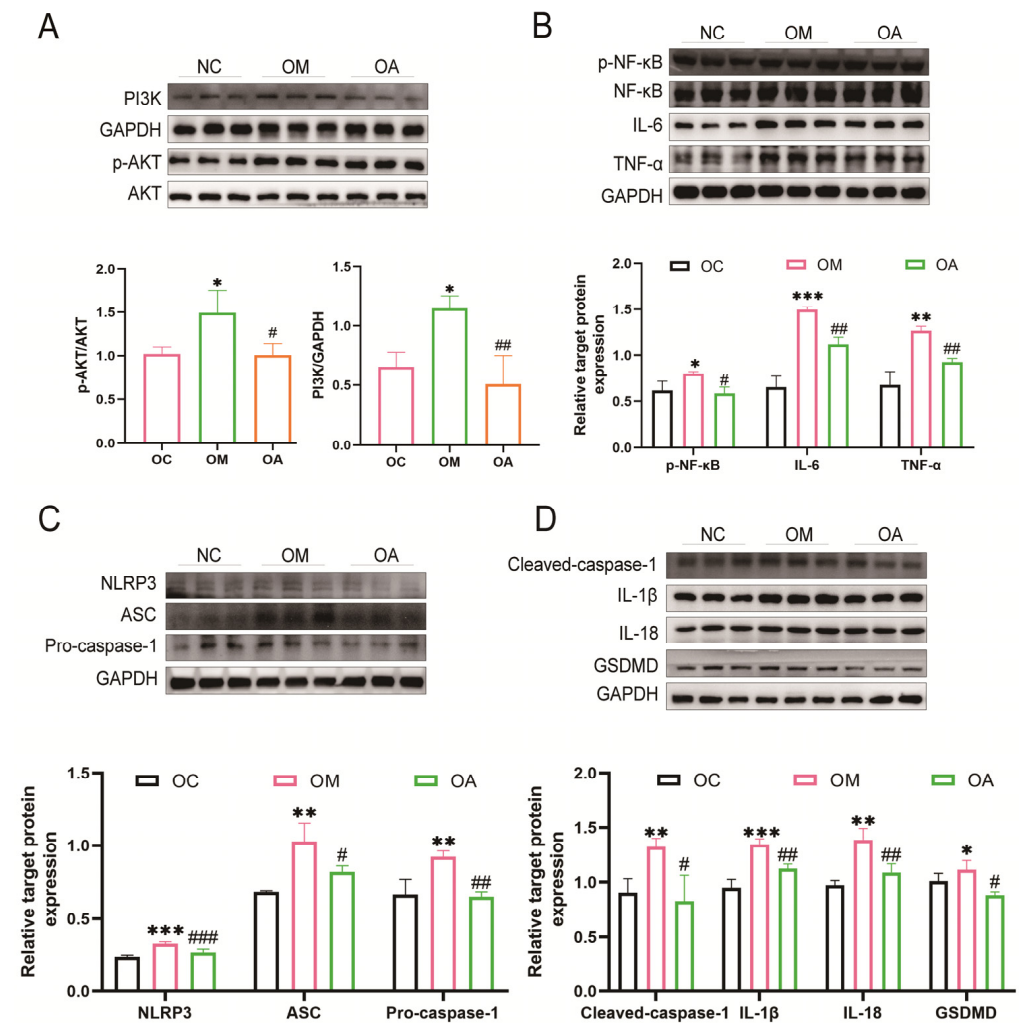 A
NC OM OA
PI3K
GAPDH
p-AKT
AKT
p-AKT/AKT
2.0
1.5
1.0
0.5
0.0
*
#
OC OM OA
PI3K/GAPDH
1.5
1.0
0.5
0.0
*
##
OC OM OA
B
NC OM OA
p-NF-κB
NF-κB
IL-6
TNF-α
GAPDH
OC OM OA
Relative target protein
expression
2.0
1.5
1.0
0.5
0.0
* #
*** ##
** ##
p-NF-κB IL-6 TNF-α
C
NC OM OA
NLRP3
ASC
Pro-caspase-1
GAPDH
OC OM OA
Relative target protein
expression
1.5
1.0
0.5
0.0
*** ###
** #
** ##
NLRP3 ASC Pro-caspase-1
D
NC OM OA
Cleaved-caspase-1
IL-1β
IL-18
GSDMD
GAPDH
OC OM OA
Relative target protein
expression
2.0
1.5
1.0
0.5
0.0
** #
*** ##
** ##
* #
Cleaved-caspase-1 IL-1β IL-18 GSDMD